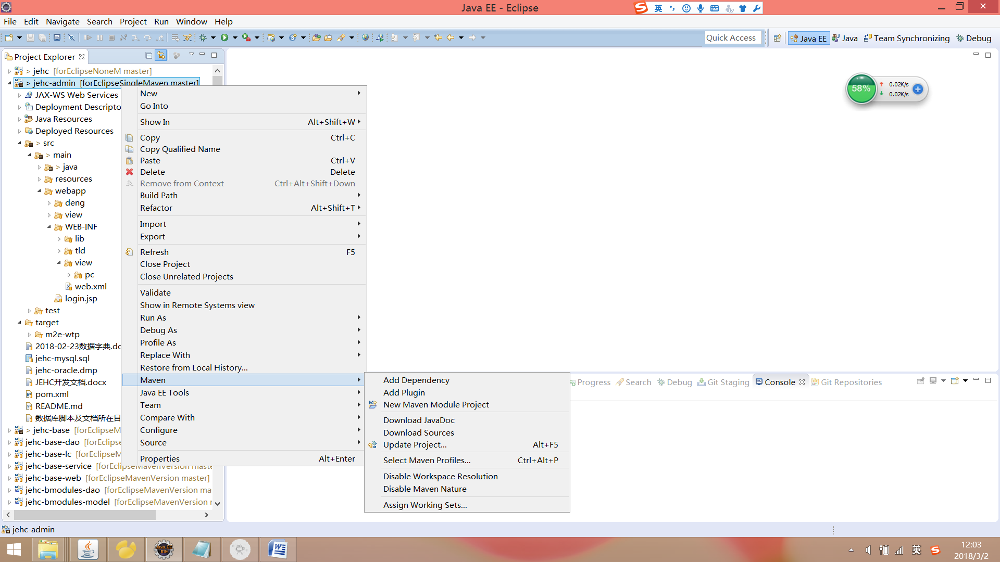 Java EE - Eclipse
英
File Edit Navigate Search Project Run Window Help
Quick Access
Java EE
Java
Team Synchronizing
Debug
Project Explorer
> jehc [forEclipseNoneM master]
> jehc-admin [forEclipseSingleMaven master]
JAX-WS Web Services
Deployment Descripto
Java Resources
Deployed Resources
> src
> main
> java
resources
webapp
deng
view
WEB-INF
lib
tld
view
pc
web.xml
login.jsp
test
target
m2e-wtp
2018-02-23数据字典.do
jehc-mysql.sql
jehc-oracle.dmp
JEHC开发文档.docx
pom.xml
README.md
数据库脚本及文档所在目
> jehc-base [forEclipseM
jehc-base-dao [forEclipse
jehc-base-lc [forEclipseM
jehc-base-service [forEclipseMavenVersion maste
jehc-base-web [forEclipseMavenVersion master]
jehc-bmodules-dao [forEclipseMavenVersion ma
jehc-bmodules-model [forEclipseMavenVersion r
New
Go Into
Show In Alt+Shift+W
Copy Ctrl+C
Copy Qualified Name
Paste Ctrl+V
Delete Delete
Remove from Context Ctrl+Alt+Shift+Down
Build Path
Refactor Alt+Shift+T
Import
Export
Refresh F5
Close Project
Close Unrelated Projects
Validate
Show in Remote Systems view
Run As
Debug As
Profile As
Replace With
Restore from Local History...
Maven
Java EE Tools
Team
Compare With
Configure
Source
Properties Alt+Enter
Add Dependency
Add Plugin
New Maven Module Project
Download JavaDoc
Download Sources
Update Project... Alt+F5
Select Maven Profiles... Ctrl+Alt+P
Disable Workspace Resolution
Disable Maven Nature
Assign Working Sets...
58%
0.02K/s
0.02K/s
Progress Search Debug Git Staging Console Git Repositories
jehc-admin
Java EE
IDE
英
12:03
2018/3/2